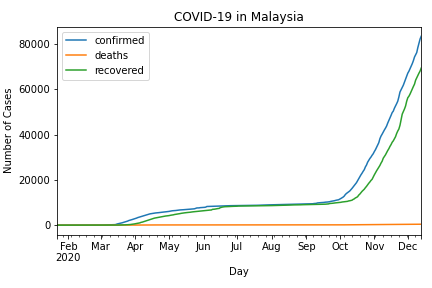 COVID-19 in Malaysia
confirmed
deaths
recovered
Number of Cases
80000
60000
40000
20000
0
Feb Mar Apr May Jun Jul Aug Sep Oct Nov Dec
2020
Day